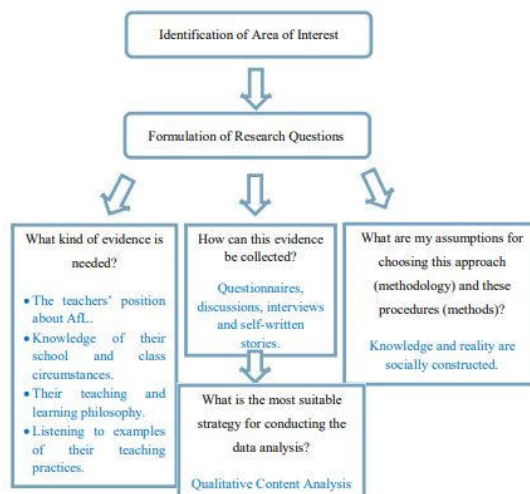 Identification of Area of Interest
Formulation of Research Questions
What kind of evidence is
needed?
• The teachers' position
about AfL.
• Knowledge of their
school and class
circumstances.
• Their teaching and
learning philosophy.
• Listening to examples
of their teaching
practices.
How can this evidence
be collected?
Questionnaires,
discussions, interviews
and self-written
stories.
What is the most suitable
strategy for conducting the
data analysis?
Qualitative Content Analysis
What are my assumptions for
choosing this approach
(methodology) and these
procedures (methods)?
Knowledge and reality are
socially constructed.